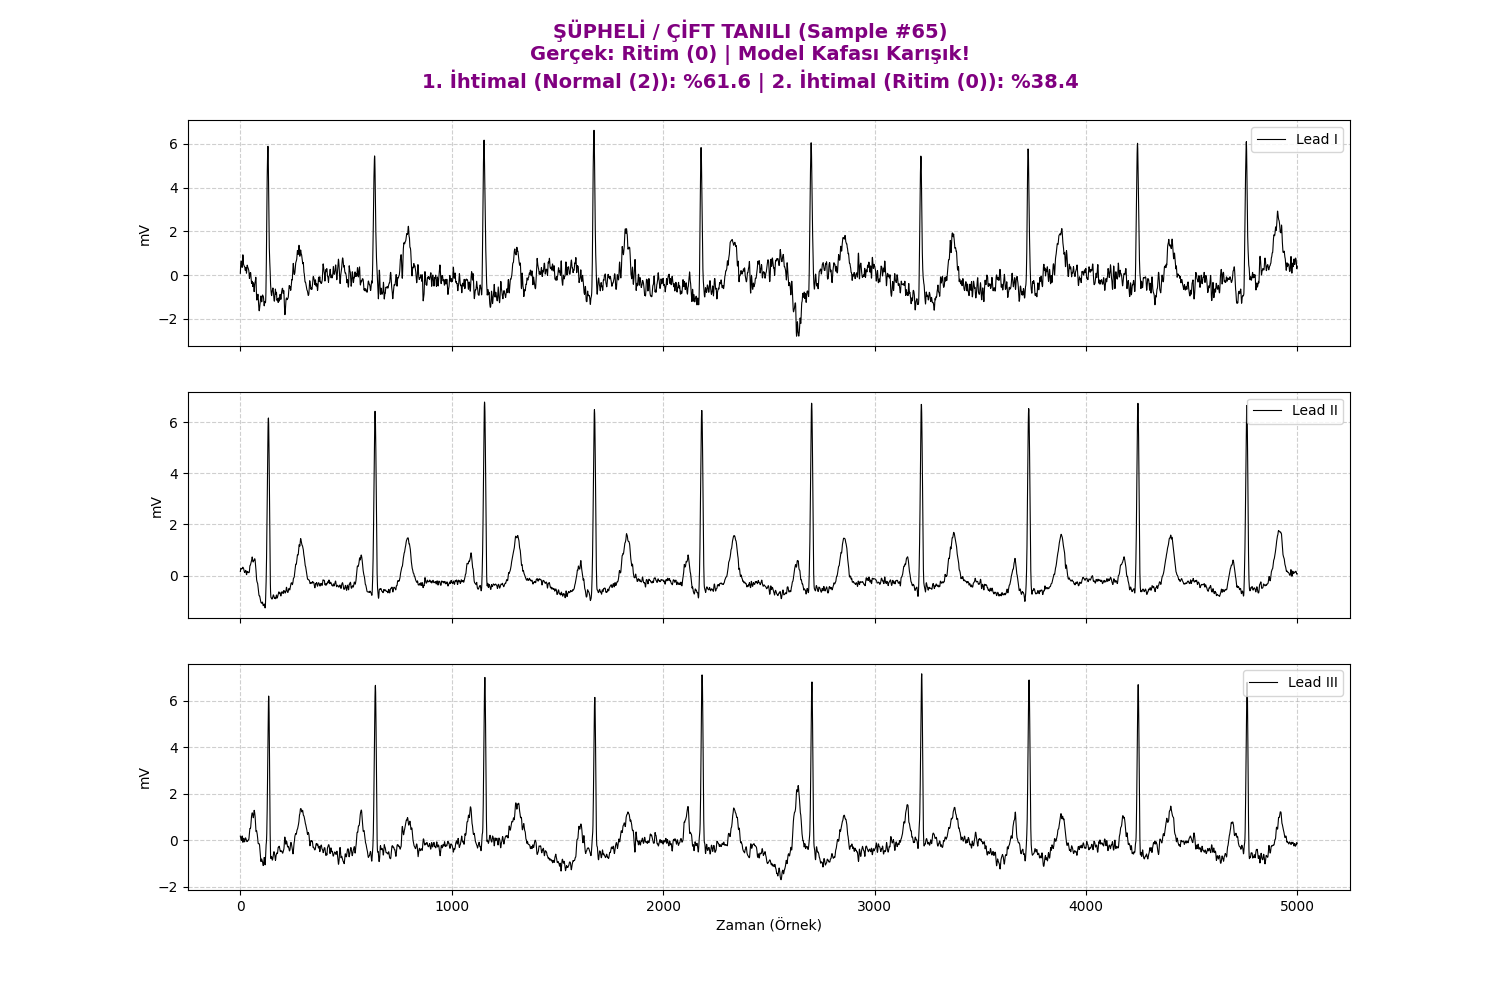 ŞÜPHELİ / ÇİFT TANILI (Sample #65)
Gerçek: Ritim (0) | Model Kafası Karışık!
1. İhtimal (Normal (2)): %61.6 | 2. İhtimal (Ritim (0)): %38.4
Lead I
6
4
2
0
−2
mV
Lead II
6
4
2
0
mV
Lead III
6
4
2
0
−2
mV
0 1000 2000 3000 4000 5000
Zaman (Örnek)